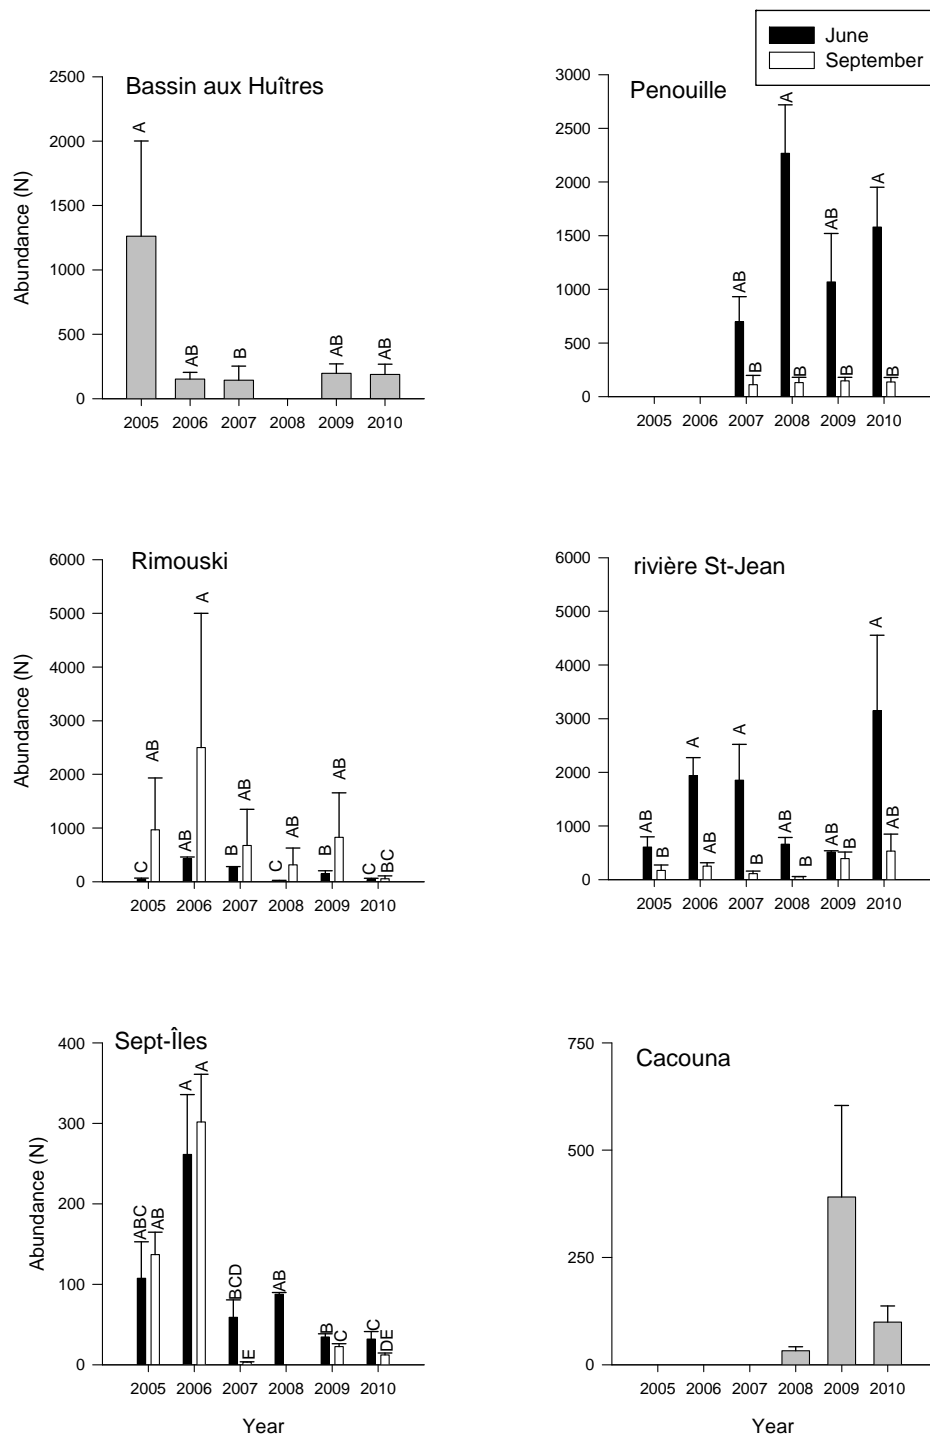 June
September
Bassin aux Huîtres
Abundance (N)
2500
2000
1500
1000
500
0
A
AB
B
AB
AB
2005 2006 2007 2008 2009 2010
Penouille
3000
2500
2000
1500
1000
500
0
AB
B
A
B
AB
B
A
B
2005 2006 2007 2008 2009 2010
Rimouski
Abundance (N)
6000
5000
4000
3000
2000
1000
0
C
AB
AB
A
B
AB
C
AB
B
AB
C
BC
2005 2006 2007 2008 2009 2010
rivière St-Jean
6000
5000
4000
3000
2000
1000
0
AB
B
A
AB
A
B
AB
B
AB
B
A
AB
2005 2006 2007 2008 2009 2010
Sept-Îles
Abundance (N)
400
300
200
100
0
ABC
AB
A
A
BCD
E
AB
B
C
C
DE
2005 2006 2007 2008 2009 2010
Year
Cacouna
750
500
250
0
2005 2006 2007 2008 2009 2010
Year